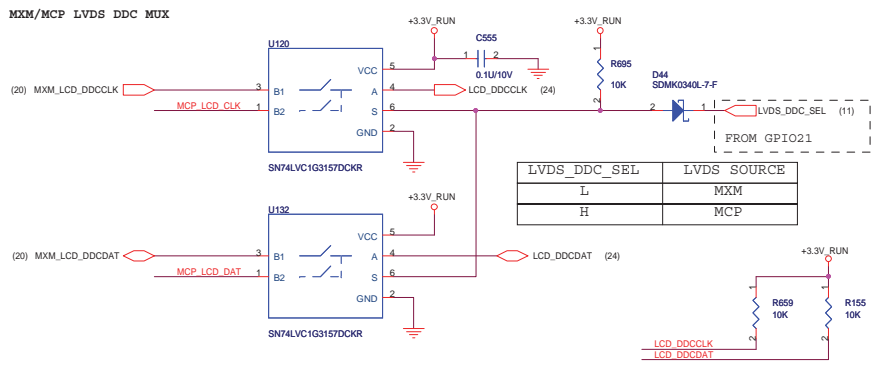 MXM/MCP LVDS DDC MUX
+3.3V_RUN
+3.3V_RUN
U120
C555
1 2
0.1U/10V
1
R695
10K
2
D44
SDMK0340L-7-F
VCC 5
(20) MXM_LCD_DDCCLK 3 B1 A 4 LCD_DDCCLK (24)
MCP_LCD_CLK 1 B2 S 6
2 1 LVDS_DDC_SEL (11)
GND 2
FROM GPIO21
SN74LVC1G3157DCKR
LVDS_DDC_SEL LVDS SOURCE
L MXM
H MCP
+3.3V_RUN
U132
VCC 5
(20) MXM_LCD_DDCDAT 3 B1 A 4 LCD_DDCDAT (24)
MCP_LCD_DAT 1 B2 S 6
GND 2
SN74LVC1G3157DCKR
+3.3V_RUN
1 1
R659 R155
10K 10K
2 2
LCD_DDCCLK
LCD_DDCDAT